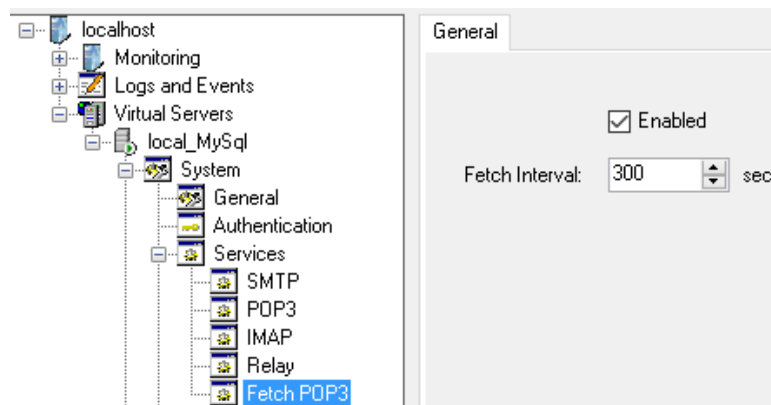 localhost
Monitoring
Logs and Events
Virtual Servers
local_MySql
System
General
Authentication
Services
SMTP
POP3
IMAP
Relay
Fetch POP3
General
Enabled
Fetch Interval: 300 sec